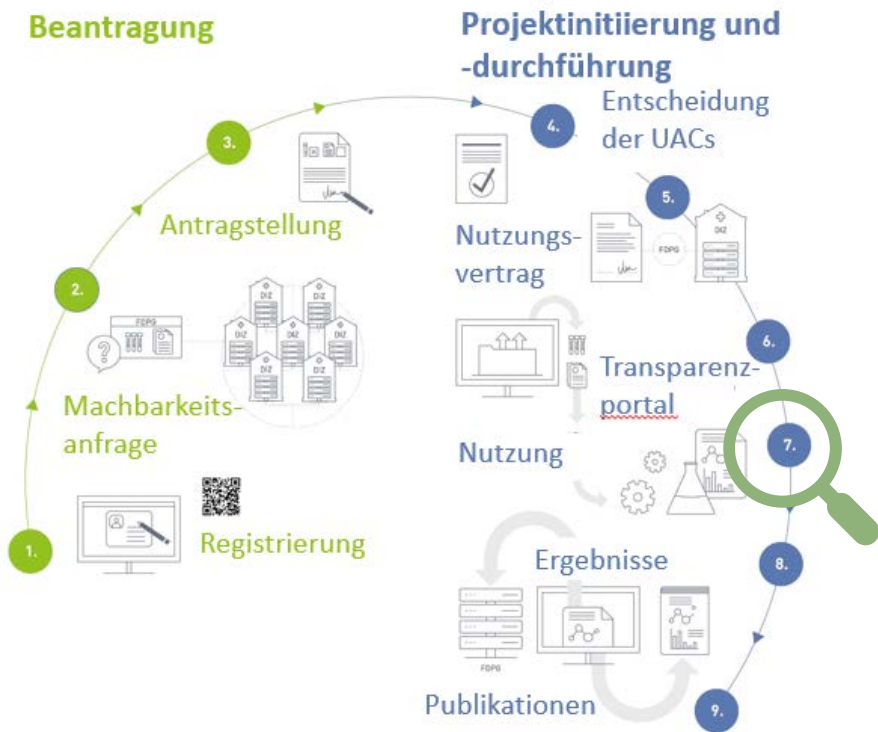 Beantragung
Projektinitiierung und
-durchführung
3.
4.
Entscheidung
der UACs
Antragstellung
5.
DIZ
FDPG
Nutzungs-
vertrag
2.
FDPG
?
DIZ
DIZ
DIZ
DIZ
DIZ
DIZ
DIZ
6.
Transparenz-
portal
Machbarkeits-
anfrage
7.
Nutzung
1.
Registrierung
Ergebnisse
8.
FDPG
Publikationen
9.